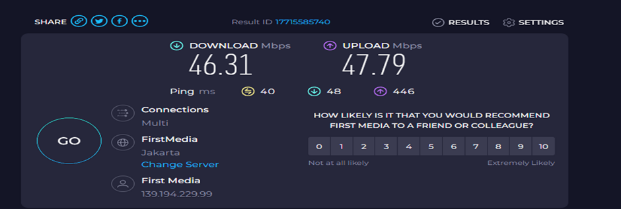 SHARE
Result ID 17715585740
RESULTS
SETTINGS
DOWNLOAD Mbps
46.31
UPLOAD Mbps
47.79
Ping ms
40
48
446
GO
Connections
Multi
FirstMedia
Jakarta
Change Server
First Media
139.194.229.99
HOW LIKELY IS IT THAT YOU WOULD RECOMMEND
FIRST MEDIA TO A FRIEND OR COLLEAGUE?
0 1 2 3 4 5 6 7 8 9 10
Not at all likely
Extremely Likely